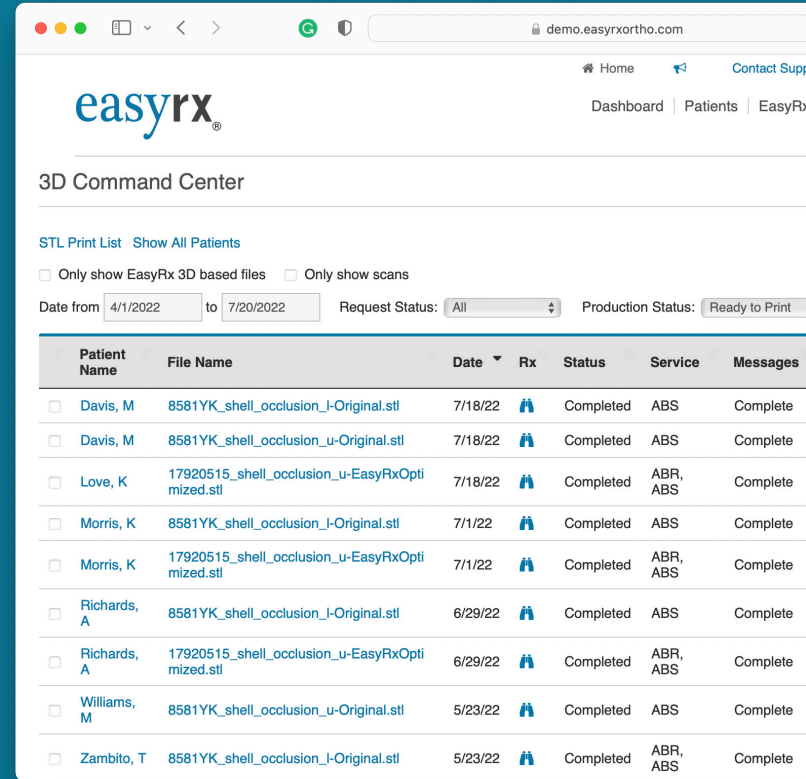 demo.easyrxortho.com
Home Contact Supp
easyrx®
Dashboard Patients EasyRx
3D Command Center
STL Print List Show All Patients
Only show EasyRx 3D based files Only show scans
Date from 4/1/2022 to 7/20/2022 Request Status: All Production Status: Ready to Print
Patient Name File Name Date Rx Status Service Messages
Davis, M 8581YK_shell_occlusion_l-Original.stl 7/18/22 Completed ABS Complete
Davis, M 8581YK_shell_occlusion_u-Original.stl 7/18/22 Completed ABS Complete
Love, K 17920515_shell_occlusion_u-EasyRxOpti
mized.stl 7/18/22 Completed ABR,
ABS Complete
Morris, K 8581YK_shell_occlusion_l-Original.stl 7/1/22 Completed ABS Complete
Morris, K 17920515_shell_occlusion_u-EasyRxOpti
mized.stl 7/1/22 Completed ABR,
ABS Complete
Richards,
A 8581YK_shell_occlusion_l-Original.stl 6/29/22 Completed ABS Complete
Richards,
A 17920515_shell_occlusion_u-EasyRxOpti
mized.stl 6/29/22 Completed ABR,
ABS Complete
Williams,
M 8581YK_shell_occlusion_u-Original.stl 5/23/22 Completed ABS Complete
Zambito, T 8581YK_shell_occlusion_l-Original.stl 5/23/22 Completed ABR,
ABS Complete